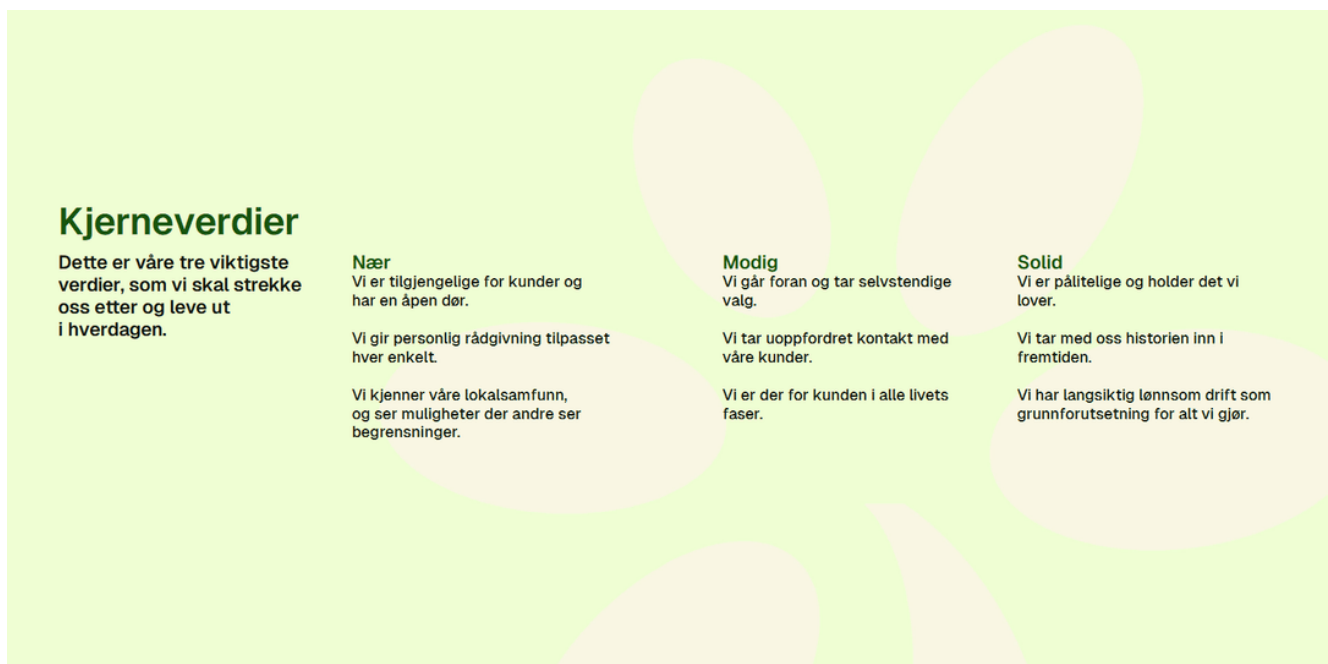 Kjerneverdier
Dette er våre tre viktigste
verdier, som vi skal strekke
oss etter og leve ut
i hverdagen.
Nær
Vi er tilgjengelige for kunder og
har en åpen dør.
Vi gir personlig rådgivning tilpasset
hver enkelt.
Vi kjenner våre lokalsamfunn,
og ser muligheter der andre ser
begrensninger.
Modig
Vi går foran og tar selvstendige
valg.
Vi tar uoppfordret kontakt med
våre kunder.
Vi er der for kunden i alle livets
faser.
Solid
Vi er pålitelige og holder det vi
lover.
Vi tar med oss historien inn i
fremtiden.
Vi har langsiktig lønnsom drift som
grunnforutsetning for alt vi gjør.